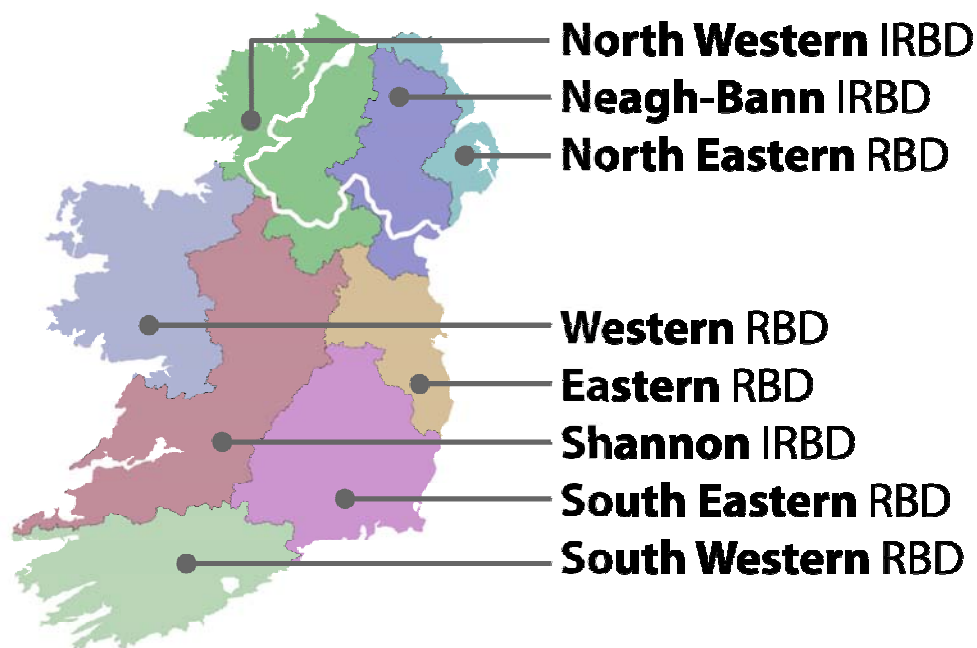 North Western IRBD
Neagh-Bann IRBD
North Eastern RBD
Western RBD
Eastern RBD
Shannon IRBD
South Eastern RBD
South Western RBD